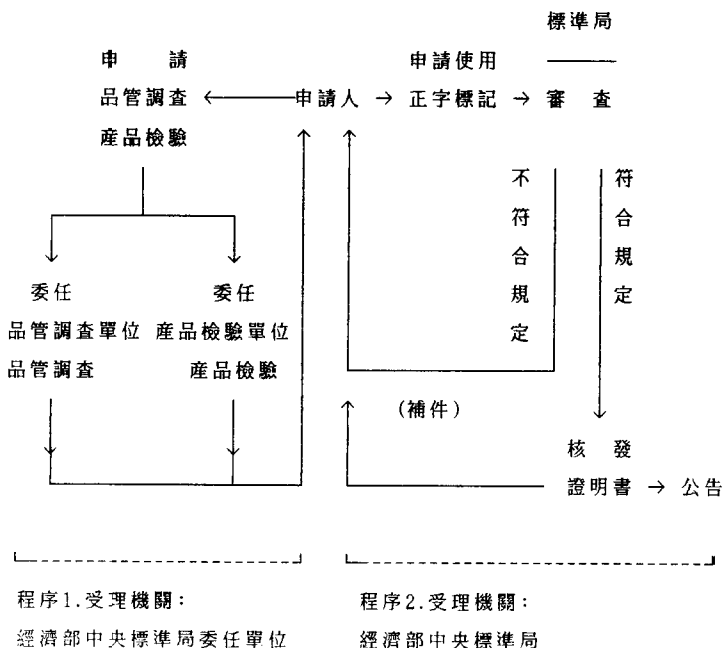 標準局
申請
品管調查
產品檢驗
申請人
申請使用
正字標記
審查
不符合規定
符合規定
委任
品管調查單位
品管調查
委任
產品檢驗單位
產品檢驗
(補件)
核發
證明書
公告
程序1.受理機關：
經濟部中央標準局委任單位
程序2.受理機關：
經濟部中央標準局